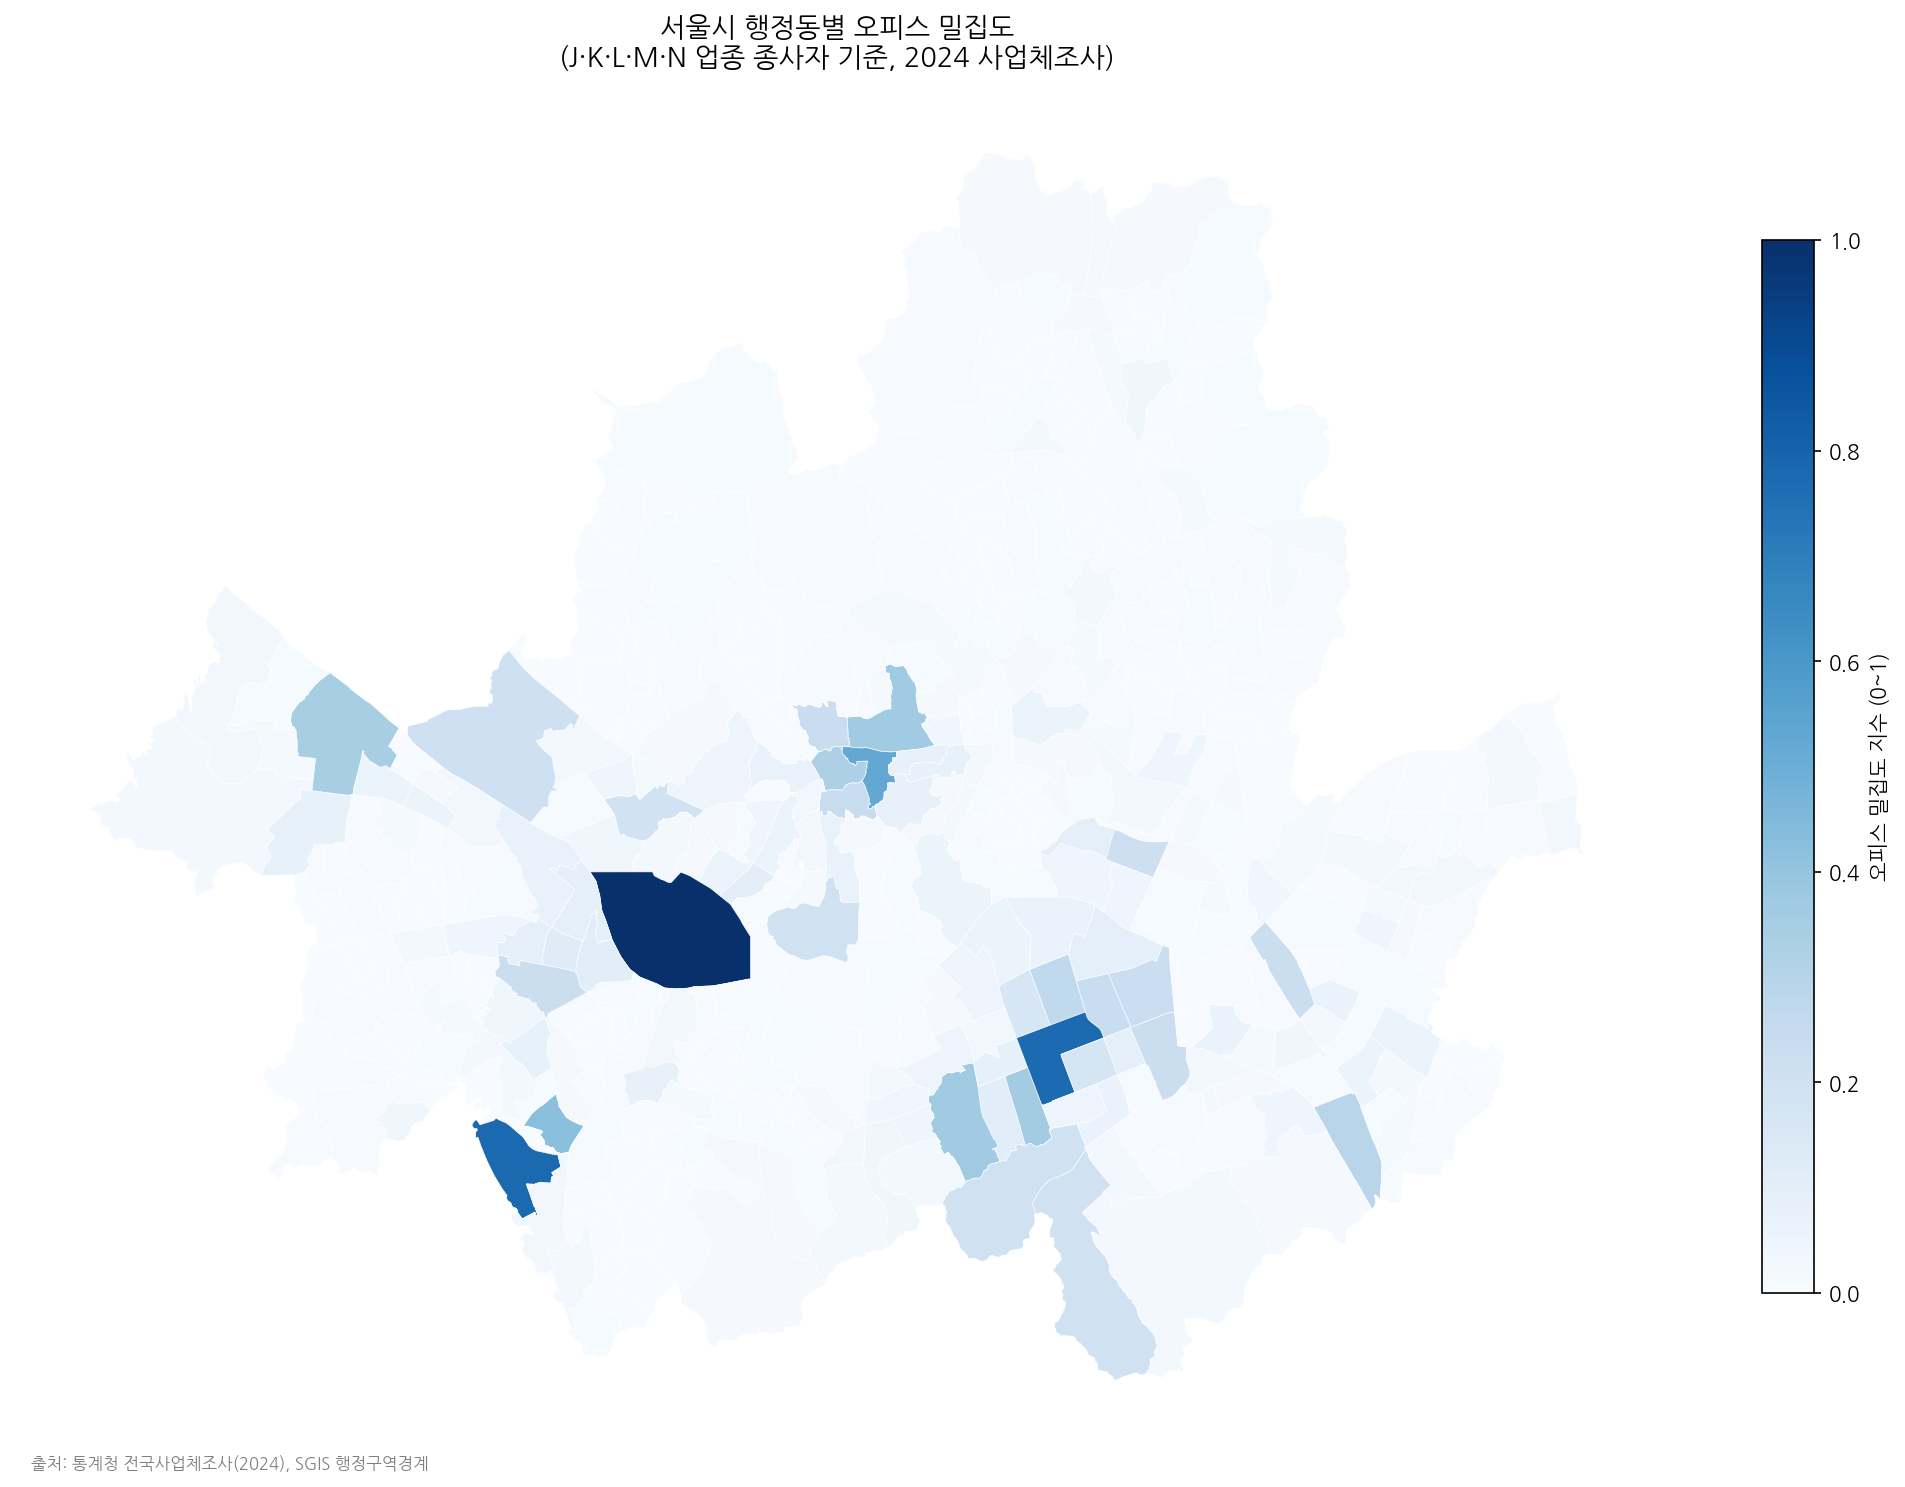 서울시 행정동별 오피스 밀집도
(J·K·L·M·N 업종 종사자 기준, 2024 사업체조사)
1.0
0.8
0.6
0.4
0.2
0.0
오피스 밀집도 지수 (0~1)
출처: 통계청 전국사업체조사(2024), SGIS 행정구역경계